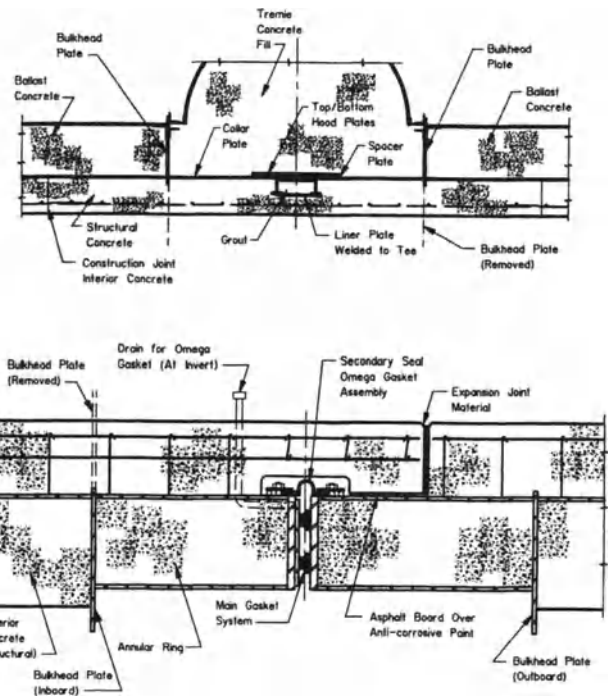 Tremie
Concrete
Fill
Bulkhead
Plate
Bulkhead
Plate
Ballast
Concrete
Ballast
Concrete
Top/Bottom
Hood Plates
Collar
Plate
Spacer
Plate
Structural
Concrete
Grout
Liner Plate
Welded to Tee
Bulkhead Plate
(Removed)
Construction Joint
Interior Concrete
Drain for Omega
Gasket (At Invert)
Secondary Seal
Omega Gasket
Assembly
Bulkhead Plate
(Removed)
Expansion Joint
Material
Main Gasket
System
Asphalt Board Over
Anti-corrosive Paint
erior
crete
ctural)
Annular Ring
Bulkhead Plate
(Inboard)
Bulkhead Plate
(Outboard)